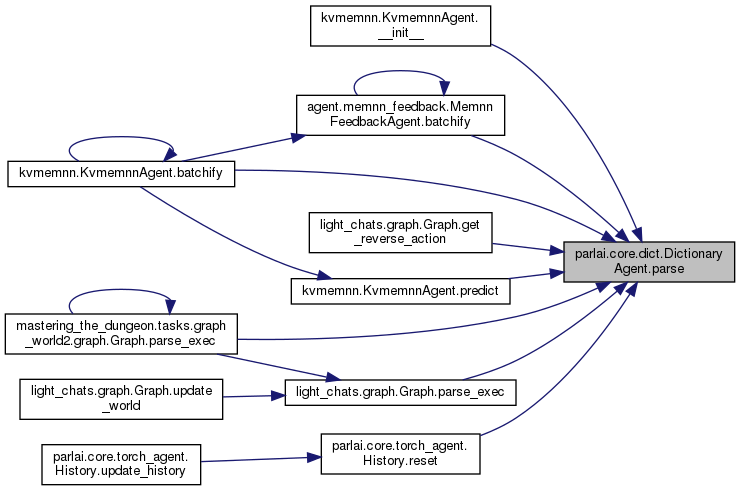 kvmemnn.KvmemnnAgent.
__init__
agent.memnn_feedback.Memnn
FeedbackAgent.batchify
kvmemnn.KvmemnnAgent.batchify
light_chats.graph.Graph.get
_reverse_action
parlai.core.dict.Dictionary
Agent.parse
kvmemnn.KvmemnnAgent.predict
mastering_the_dungeon.tasks.graph
_world2.graph.Graph.parse_exec
light_chats.graph.Graph.update
_world
light_chats.graph.Graph.parse_exec
parlai.core.torch_agent.
History.reset
parlai.core.torch_agent.
History.update_history